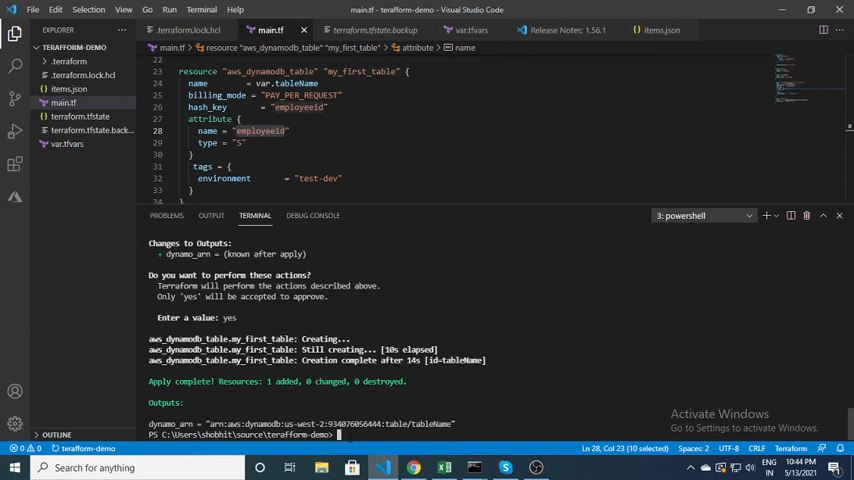 File Edit Selection View Go Run Terminal Help
main.tf - terafform-demo - Visual Studio Code
EXPLORER
.terraform.lock.hcl
main.tf
terraform.tfstate.backup
var.tfvars
Release Notes: 1.56.1
items.json
TERAFFORM-DEMO
main.tf > resource "aws_dynamodb_table" "my_first_table" > attribute > name
.terraform
.terraform.lock.hcl
items.json
main.tf
terraform.tfstate
terraform.tfstate.back...
var.tfvars
22
23 resource "aws_dynamodb_table" "my_first_table" {
24 name = var.tableName
25 billing_mode = "PAY_PER_REQUEST"
26 hash_key = "employeeid"
27 attribute {
28 name = "employeeid"
29 type = "S"
30 }
31 tags = {
32 environment = "test-dev"
33 }
34 }
PROBLEMS OUTPUT TERMINAL DEBUG CONSOLE
3: powershell
Changes to Outputs:
+ dynamo_arn = (known after apply)
Do you want to perform these actions?
Terraform will perform the actions described above.
Only 'yes' will be accepted to approve.
Enter a value: yes
aws_dynamodb_table.my_first_table: Creating...
aws_dynamodb_table.my_first_table: Still creating... [10s elapsed]
aws_dynamodb_table.my_first_table: Creation complete after 14s [id=tableName]
Apply complete! Resources: 1 added, 0 changed, 0 destroyed.
Outputs:
dynamo_arn = "arn:aws:dynamodb:us-west-2:934076056444:table/tableName"
PS C:\Users\shobhit\source\terafform-demo>
Activate Windows
Go to Settings to activate Windows.
OUTLINE
0 0 terafform-demo
Ln 28, Col 23 (10 selected) Spaces: 2 UTF-8 CRLF Terraform
Search for anything
ENG
IN
10:44 PM
5/13/2021